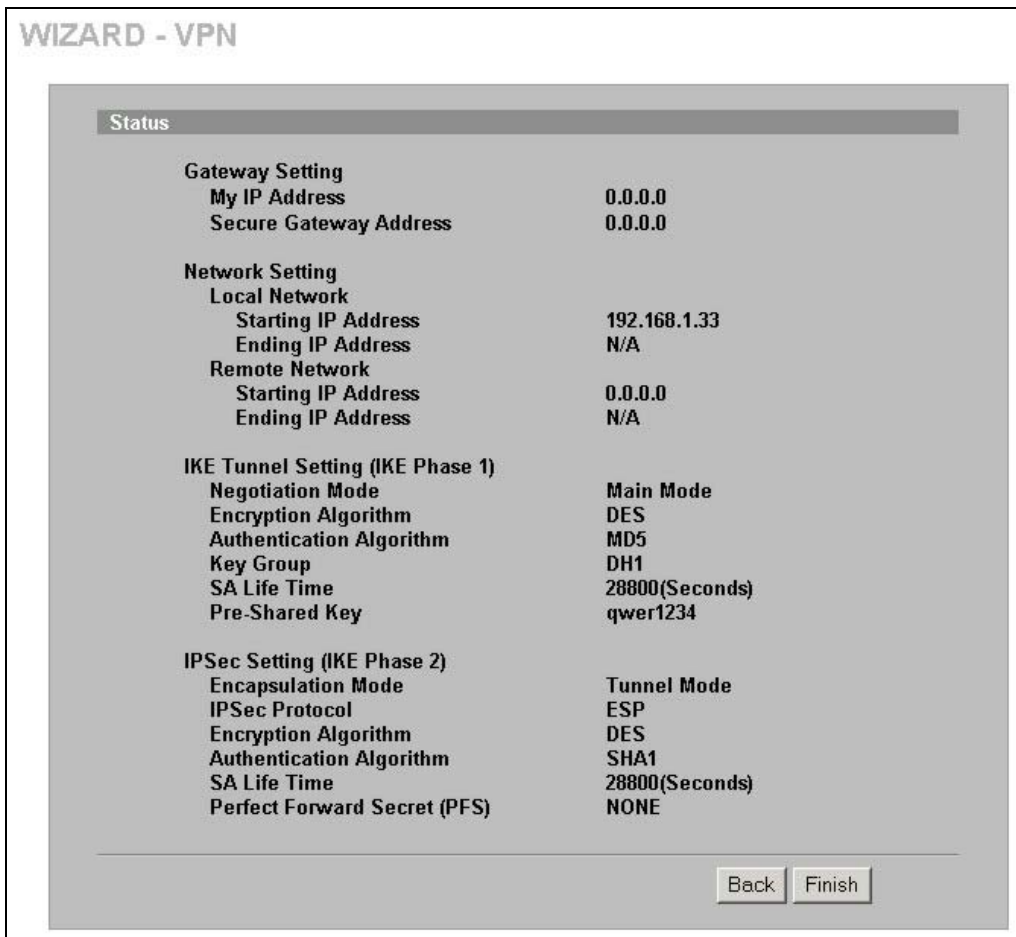 WIZARD - VPN
Status
Gateway Setting
My IP Address 0.0.0.0
Secure Gateway Address 0.0.0.0
Network Setting
Local Network
Starting IP Address 192.168.1.33
Ending IP Address N/A
Remote Network
Starting IP Address 0.0.0.0
Ending IP Address N/A
IKE Tunnel Setting (IKE Phase 1)
Negotiation Mode Main Mode
Encryption Algorithm DES
Authentication Algorithm MD5
Key Group DH1
SA Life Time 28800(Seconds)
Pre-Shared Key qwer1234
IPSec Setting (IKE Phase 2)
Encapsulation Mode Tunnel Mode
IPSec Protocol ESP
Encryption Algorithm DES
Authentication Algorithm SHA1
SA Life Time 28800(Seconds)
Perfect Forward Secret (PFS) NONE
Back Finish